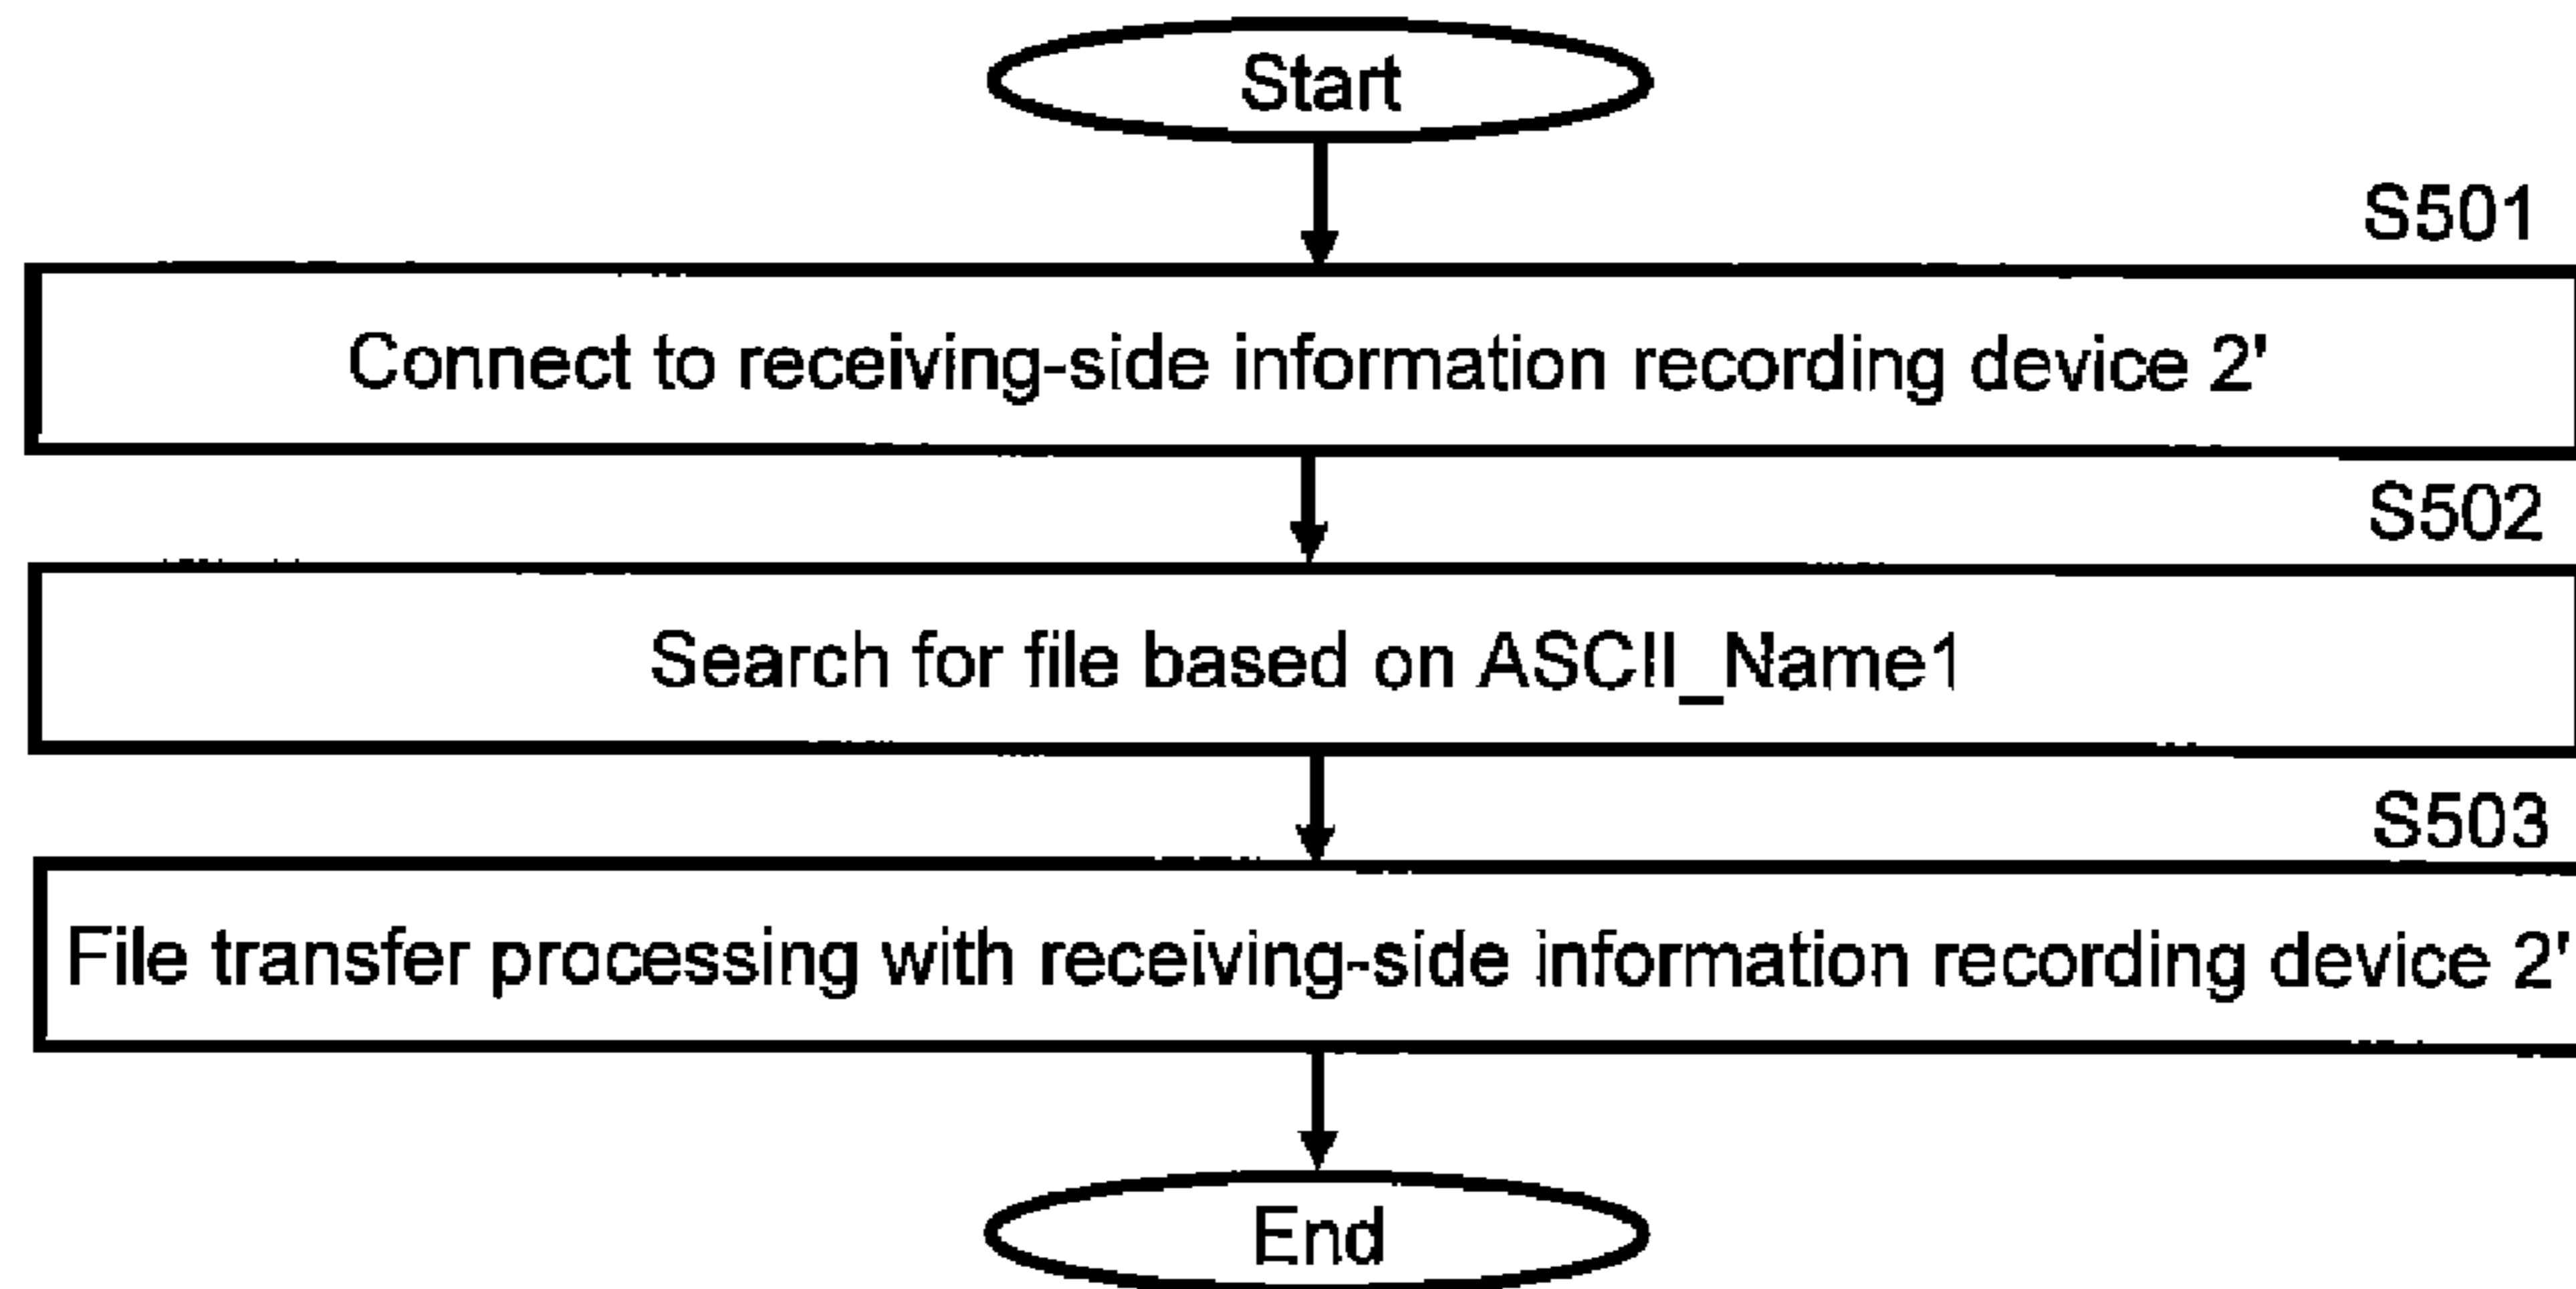 Start
S501
Connect to receiving-side information recording device 2'
S502
Search for file based on ASCII_Name1
S503
File transfer processing with receiving-side information recording device 2'
End